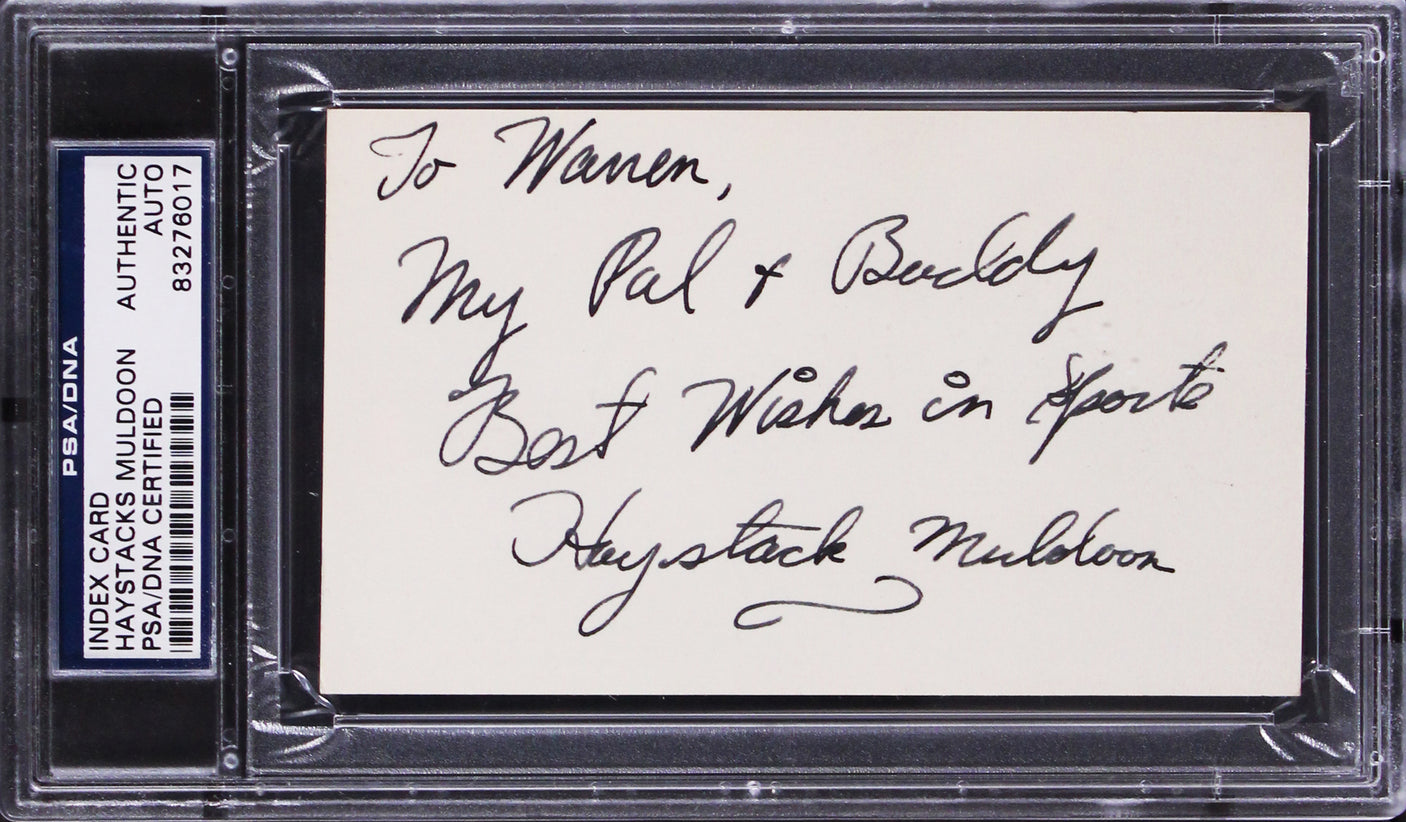 PSA/DNA
INDEX CARD
HAYSTACKS MULDOON AUTHENTIC
PSA/DNA CERTIFIED AUTO
83276017
To Warren,
My Pal + Buddy
Best Wishes in Sports
Haystack Muldoon